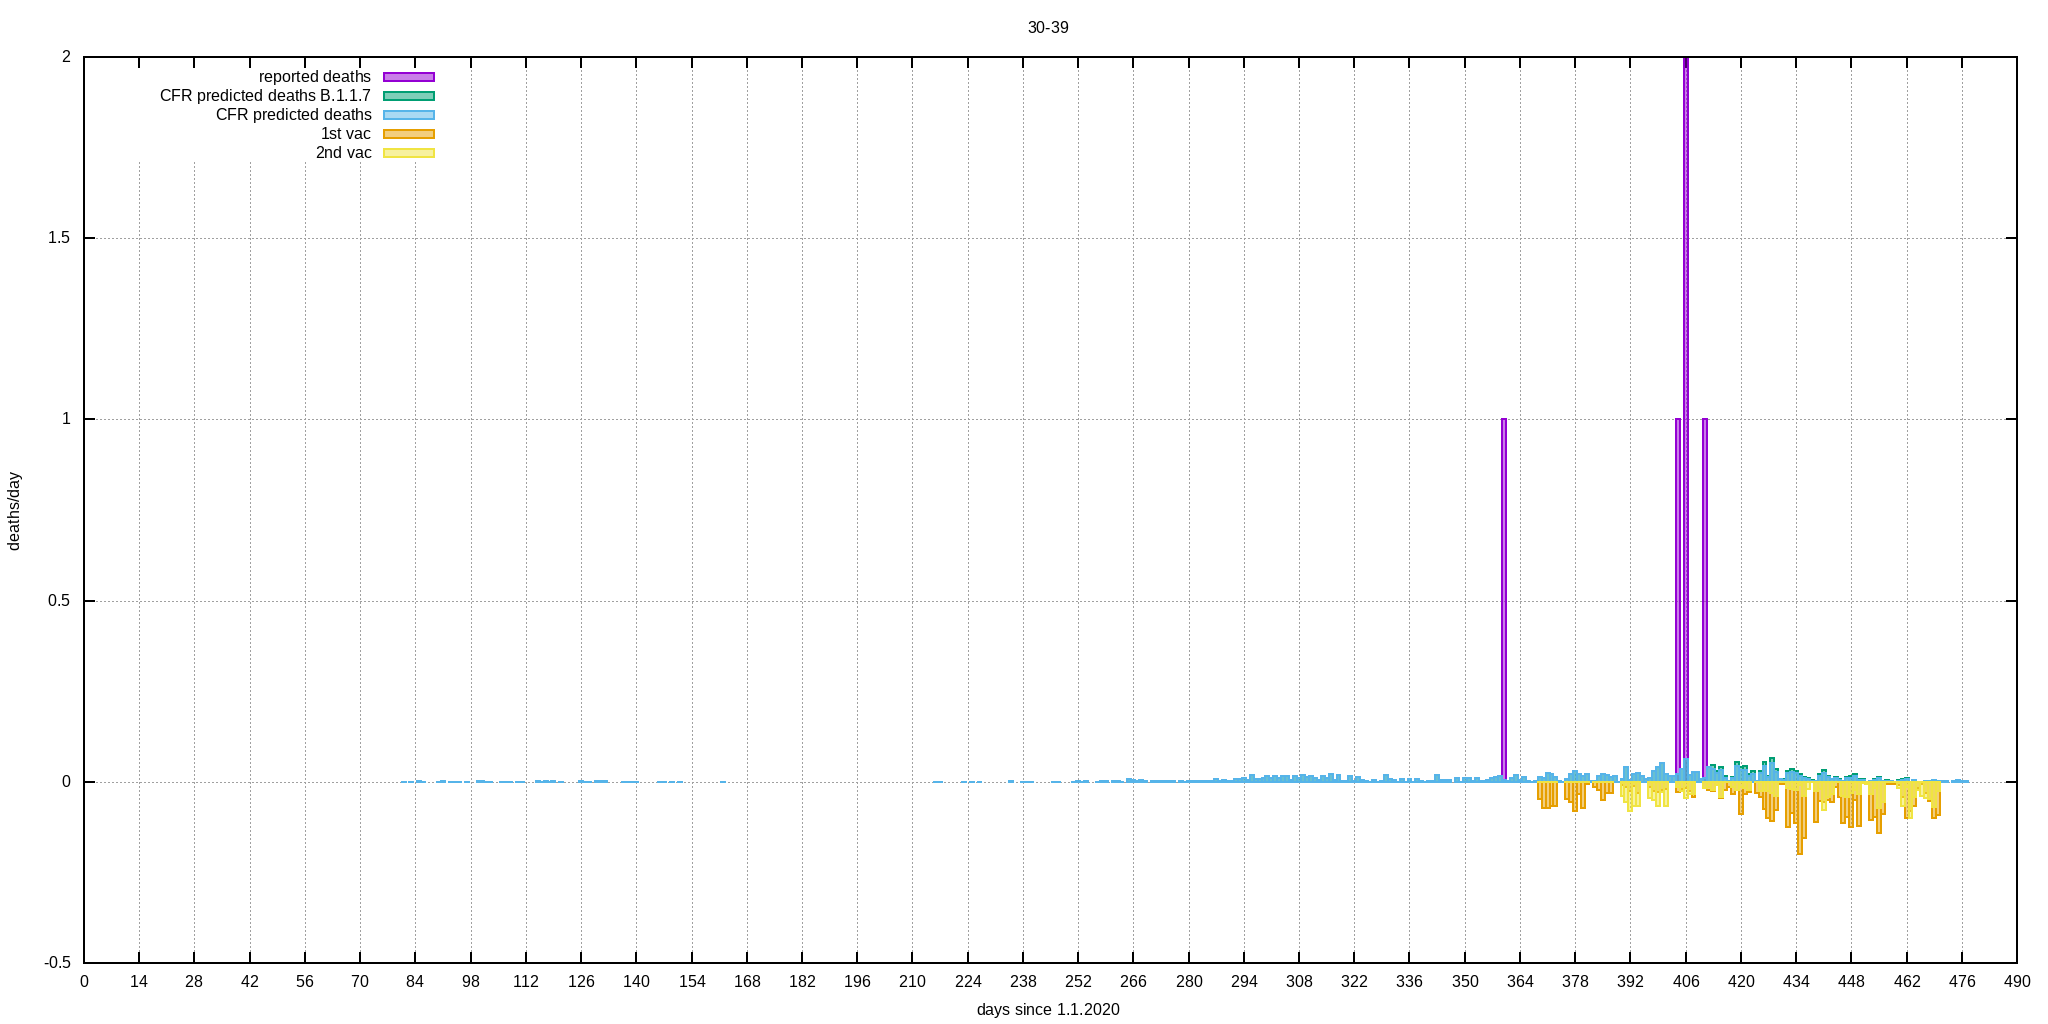 30-39
2
reported deaths
CFR predicted deaths B.1.1.7
CFR predicted deaths
1st vac
2nd vac
1.5
1
0.5
0
-0.5
deaths/day
0 14 28 42 56 70 84 98 112 126 140 154 168 182 196 210 224 238 252 266 280 294 308 322 336 350 364 378 392 406 420 434 448 462 476 490
days since 1.1.2020